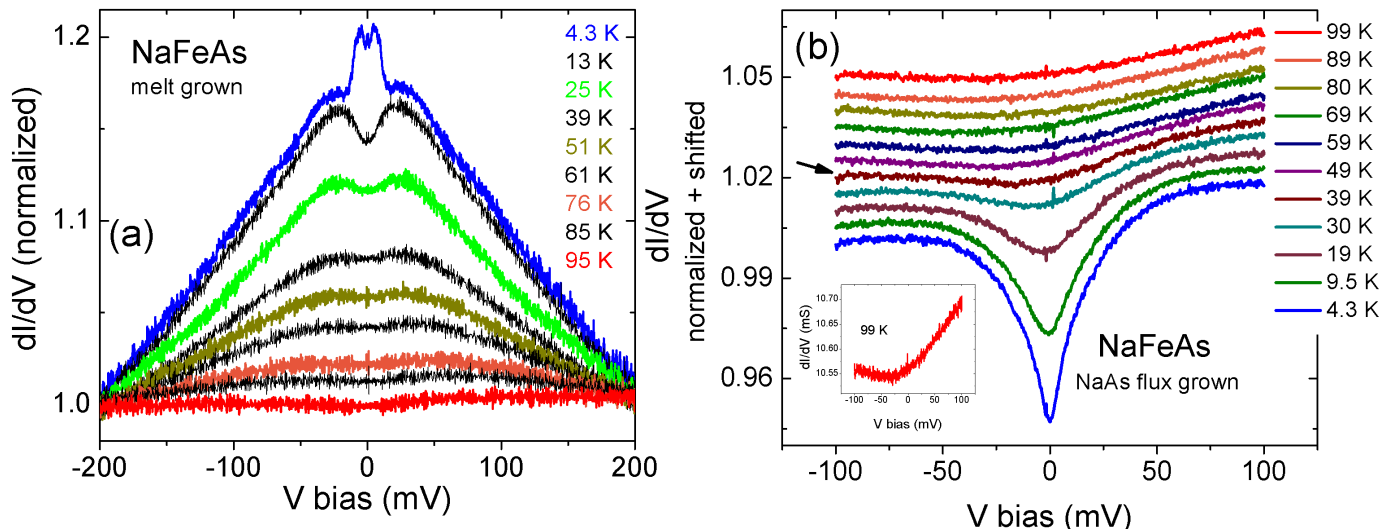 1.2
1.1
1.0
dI/dV (normalized)
NaFeAs
melt grown
(a)
4.3 K
13 K
25 K
39 K
51 K
61 K
76 K
85 K
95 K
-200
-100
0
100
200
V bias (mV)
(b)
1.05
1.02
0.99
0.96
dI/dV
normalized + shifted
99 K
89 K
80 K
69 K
59 K
49 K
39 K
30 K
19 K
9.5 K
4.3 K
NaFeAs
NaAs flux grown
10.70
10.65
10.60
10.55
dI/dV (mS)
99 K
-100
-50
0
50
100
V bias (mV)
-100
-50
0
50
100
V bias (mV)